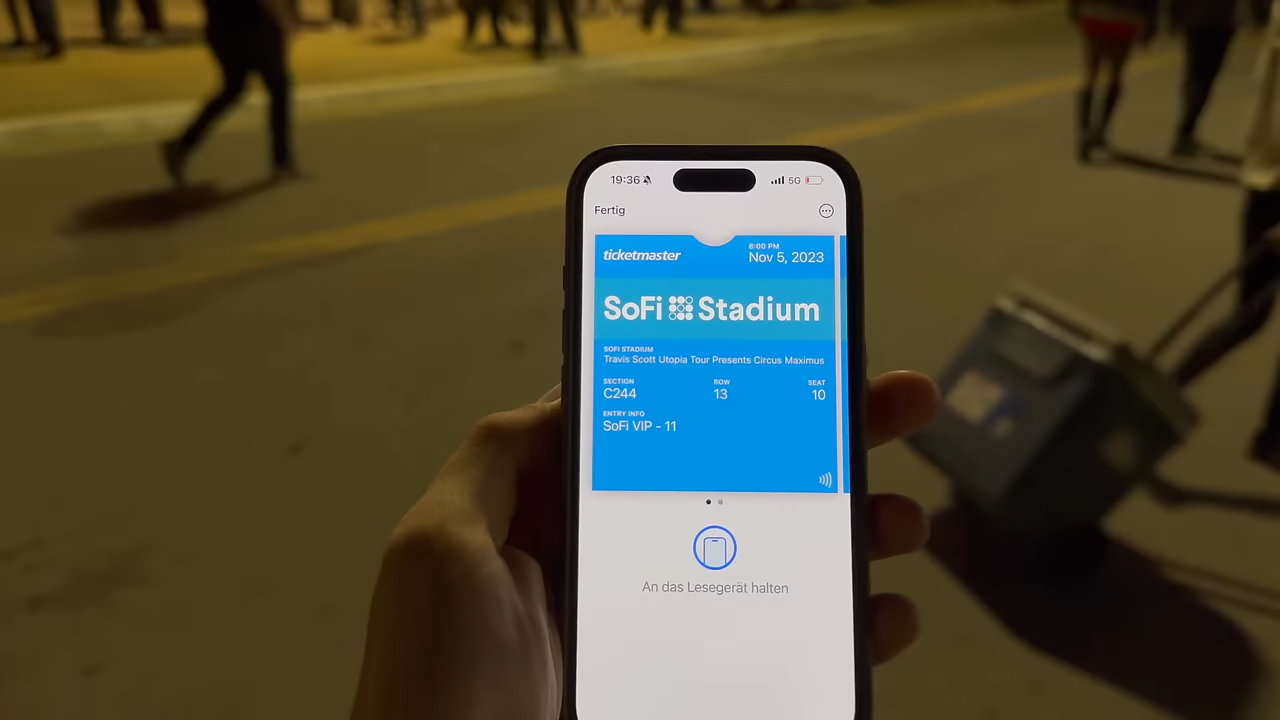 19:36 5G
Fertig
ticketmaster
8:00 PM
Nov 5, 2023
SoFi Stadium
SOFI STADIUM
Travis Scott Utopia Tour Presents Circus Maximus
SECTION ROW SEAT
C244 13 10
ENTRY INFO
SoFi VIP - 11
An das Lesegerät halten